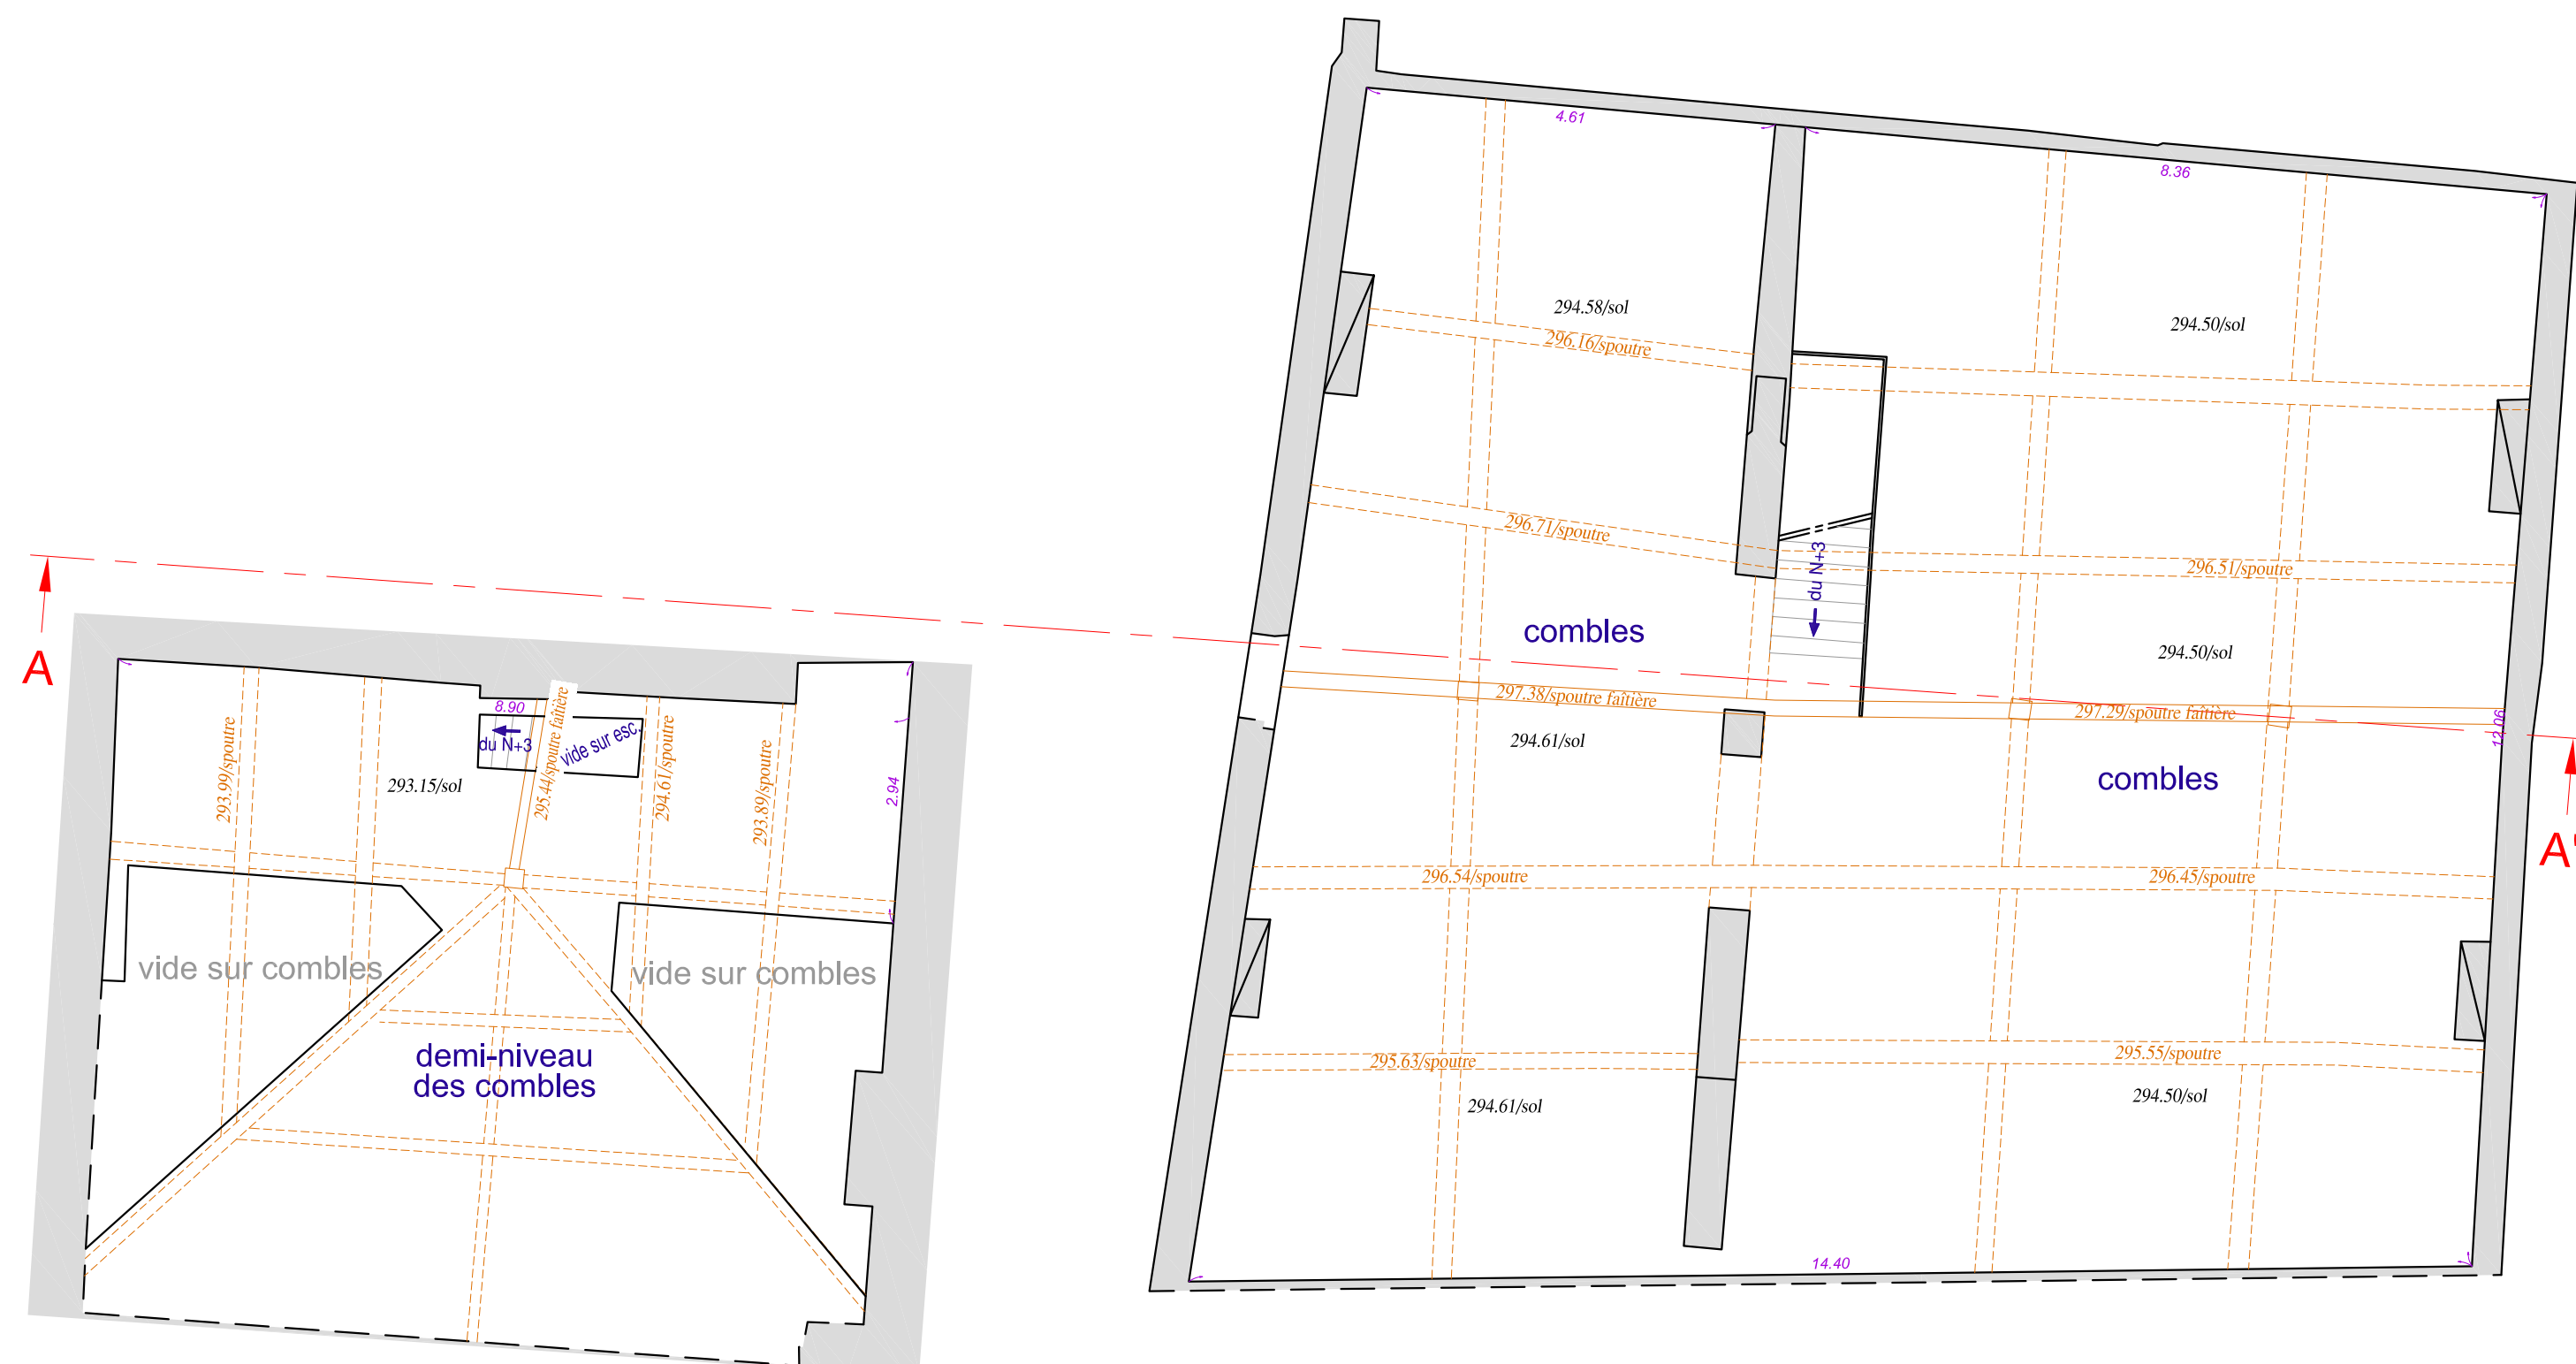 4.61
8.36
294.58/sol
294.50/sol
296.16/spoutre
296.71/spoutre
du N+3
296.51/spoutre
combles
294.50/sol
A
297.38/spoutre faîtière
297.29/spoutre faîtière
12.06
8.90
du N+3
vide sur esc.
293.99/spoutre
295.44/spoutre faîtière
294.61/spoutre
293.89/spoutre
2.94
293.15/sol
294.61/sol
combles
A'
296.54/spoutre
296.45/spoutre
vide sur combles
vide sur combles
demi-niveau
des combles
295.63/spoutre
295.55/spoutre
294.61/sol
294.50/sol
14.40